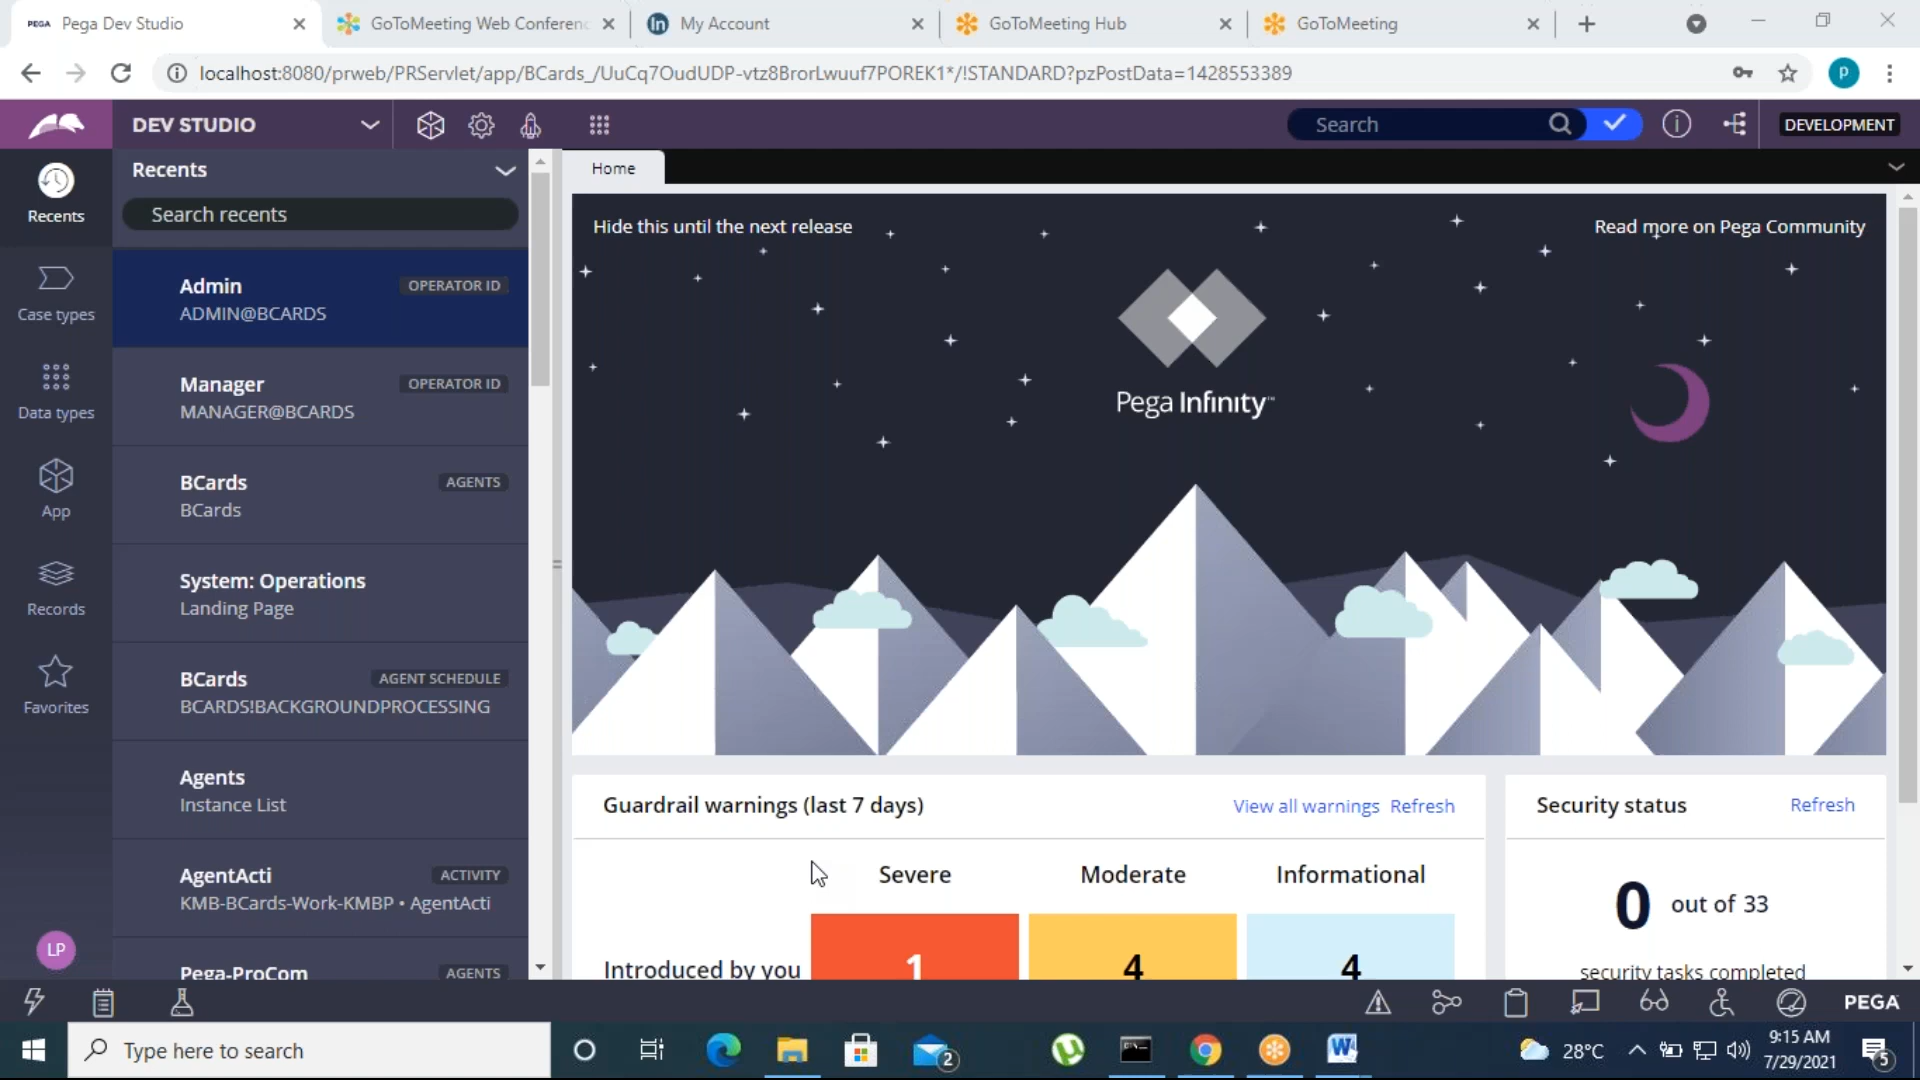 PEGA Pega Dev Studio
GoToMeeting Web Conferenc
in My Account
GoToMeeting Hub
GoToMeeting
localhost:8080/prweb/PRServlet/app/BCards_/UuCq7OudUDP-vtz8BrorLwuuf7POREK1*/!STANDARD?pzPostData=1428553389
P
DEV STUDIO
Search
DEVELOPMENT
Recents
Case types
Data types
App
Records
Favorites
LP
Recents
Search recents
Admin OPERATOR ID
ADMIN@BCARDS
Manager OPERATOR ID
MANAGER@BCARDS
BCards AGENTS
BCards
System: Operations
Landing Page
BCards AGENT SCHEDULE
BCARDS!BACKGROUNDPROCESSING
Agents
Instance List
AgentActi ACTIVITY
KMB-BCards-Work-KMBP • AgentActi
Pega-ProCom AGENTS
Home
Hide this until the next release
Read more on Pega Community
Pega Infinity™
Guardrail warnings (last 7 days) View all warnings Refresh
Severe Moderate Informational
Introduced by you 1 4 4
Security status Refresh
0 out of 33
security tasks completed
PEGA
Type here to search
2
28°C
9:15 AM
7/29/2021
5